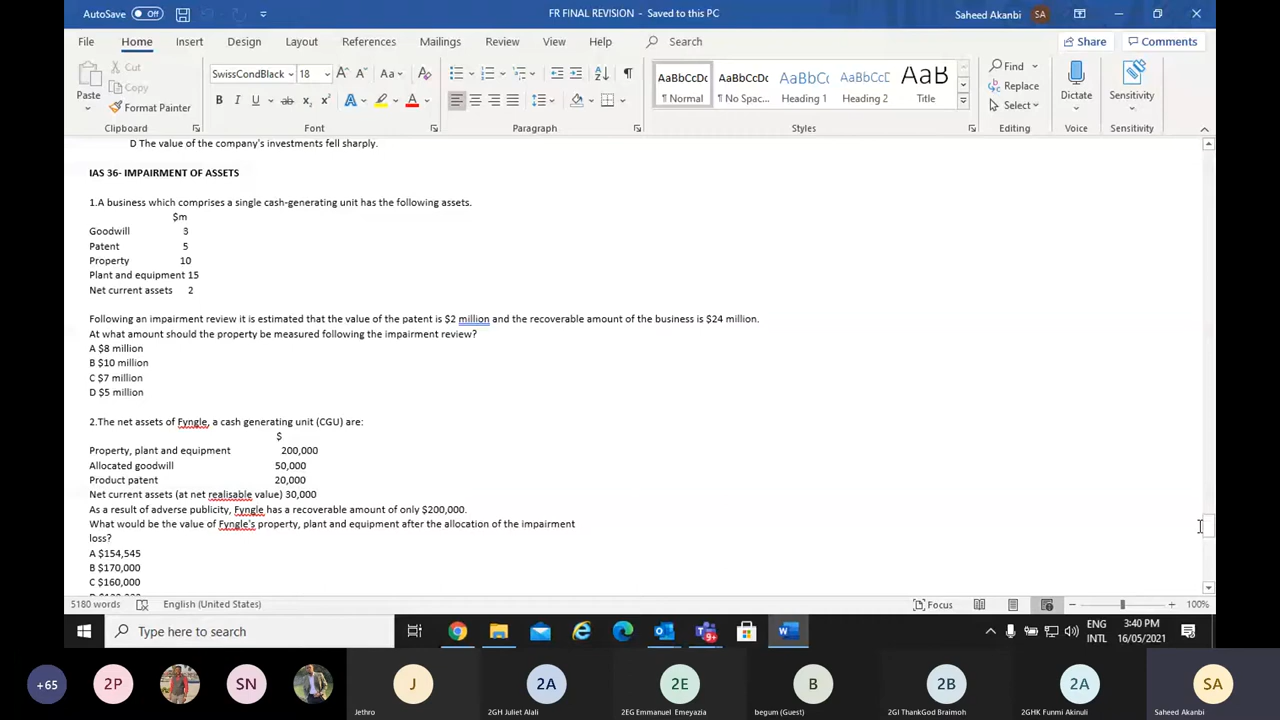 AutoSave Off
FR FINAL REVISION - Saved to this PC
Saheed Akanbi SA
File Home Insert Design Layout References Mailings Review View Help Search
Share Comments
Cut
Copy
Format Painter
Paste
SwissCondBlack 18
AaBbCcDc AaBbCcDc AaBbCc AaBbCcD AaB
¶ Normal ¶ No Spac... Heading 1 Heading 2 Title
Find
Replace
Select
Dictate Sensitivity
Clipboard Font Paragraph Styles Editing Voice Sensitivity
D The value of the company's investments fell sharply.
IAS 36- IMPAIRMENT OF ASSETS
1.A business which comprises a single cash-generating unit has the following assets.
$m
Goodwill 3
Patent 5
Property 10
Plant and equipment 15
Net current assets 2
Following an impairment review it is estimated that the value of the patent is $2 million and the recoverable amount of the business is $24 million.
At what amount should the property be measured following the impairment review?
A $8 million
B $10 million
C $7 million
D $5 million
2.The net assets of Fyngle, a cash generating unit (CGU) are:
$
Property, plant and equipment 200,000
Allocated goodwill 50,000
Product patent 20,000
Net current assets (at net realisable value) 30,000
As a result of adverse publicity, Fyngle has a recoverable amount of only $200,000.
What would be the value of Fyngle's property, plant and equipment after the allocation of the impairment
loss?
A $154,545
B $170,000
C $160,000
5180 words English (United States) Focus 100%
Type here to search
ENG
INTL
3:40 PM
16/05/2021
+65 2P SN J 2A 2E B 2B 2A SA
Jethro 2GH Juliet Alali 2EG Emmanuel Emeyazia begum (Guest) 2GI ThankGod Braimoh 2GHK Funmi Akinuli Saheed Akanbi